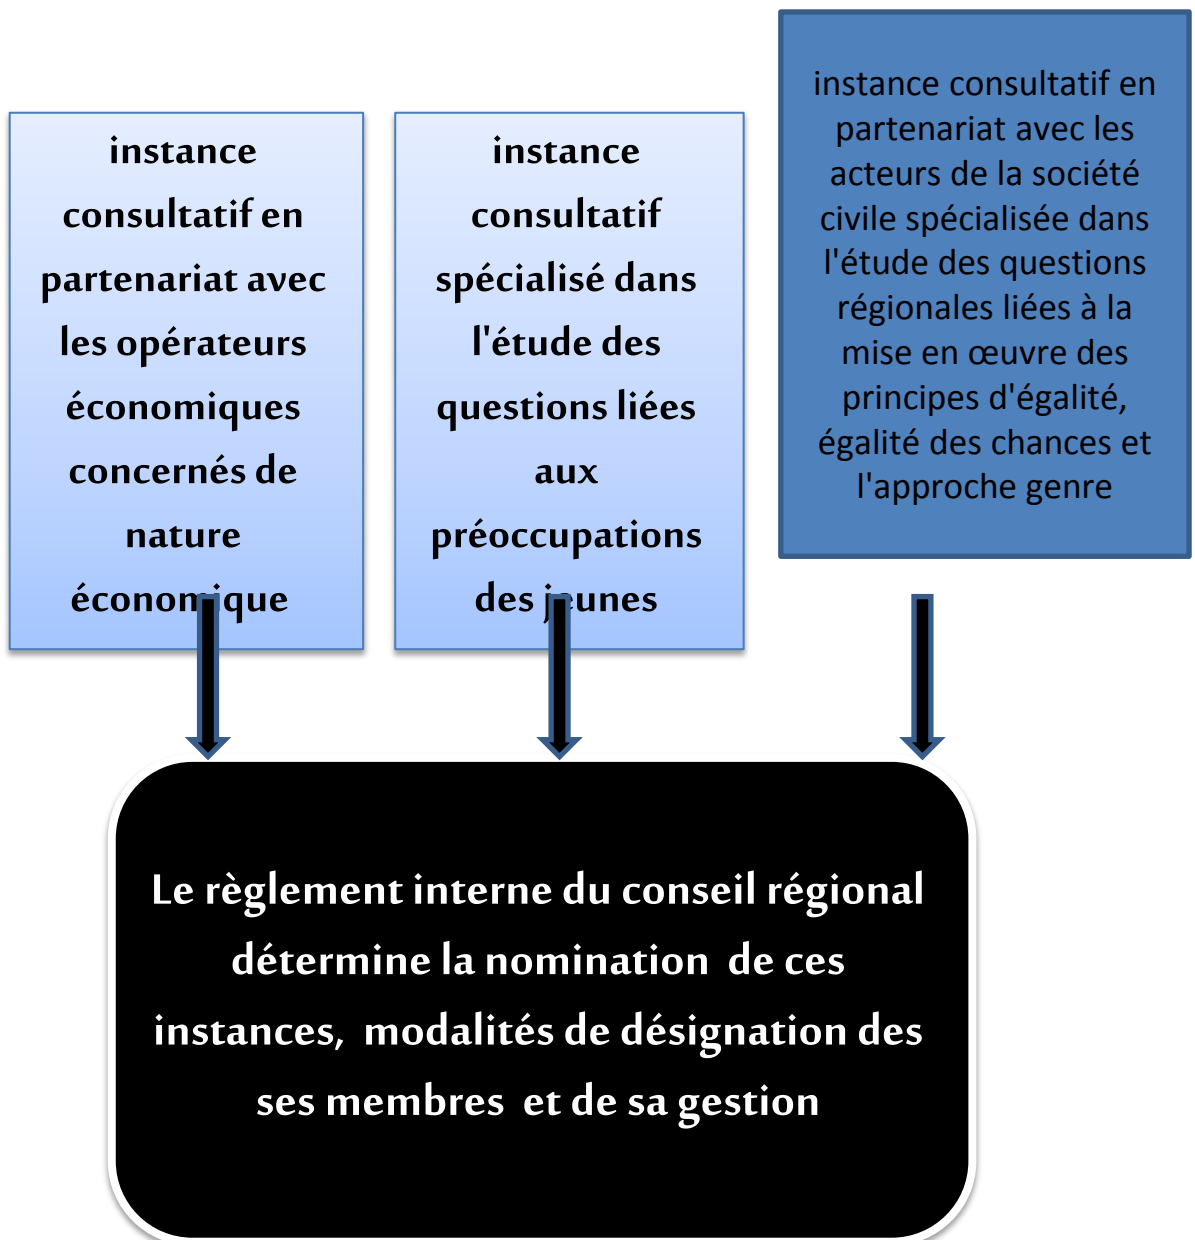 instance
consultatif en
partenariat avec
les opérateurs
économiques
concernés de
nature
économique
instance
consultatif
spécialisé dans
l'étude des
questions liées
aux
préoccupations
des jeunes
instance consultatif en
partenariat avec les
acteurs de la société
civile spécialisée dans
l'étude des questions
régionales liées à la
mise en œuvre des
principes d'égalité,
égalité des chances et
l'approche genre
Le règlement interne du conseil régional
détermine la nomination de ces
instances, modalités de désignation des
ses membres et de sa gestion